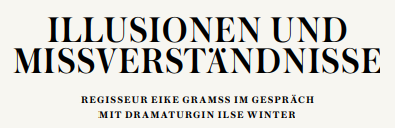 ILLUSIONEN UND
MISSVERSTÄNDNISSE
REGISSEUR EIKE GRAMSS IM GESPRÄCH
MIT DRAMATURGIN ILSE WINTER